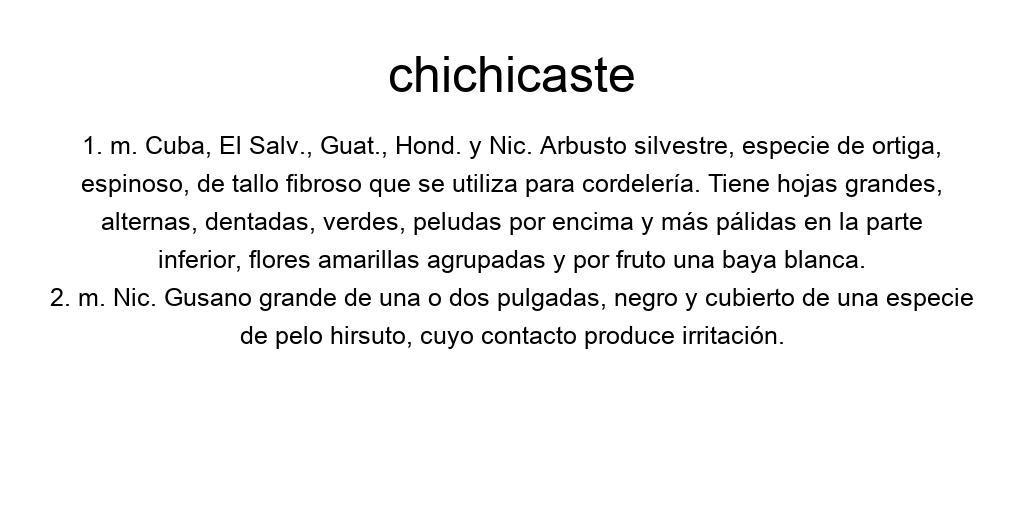 chichicaste
1. m. Cuba, El Salv., Guat., Hond. y Nic. Arbusto silvestre, especie de ortiga,
espinoso, de tallo fibroso que se utiliza para cordelería. Tiene hojas grandes,
alternas, dentadas, verdes, peludas por encima y más pálidas en la parte
inferior, flores amarillas agrupadas y por fruto una baya blanca.
2. m. Nic. Gusano grande de una o dos pulgadas, negro y cubierto de una especie
de pelo hirsuto, cuyo contacto produce irritación.